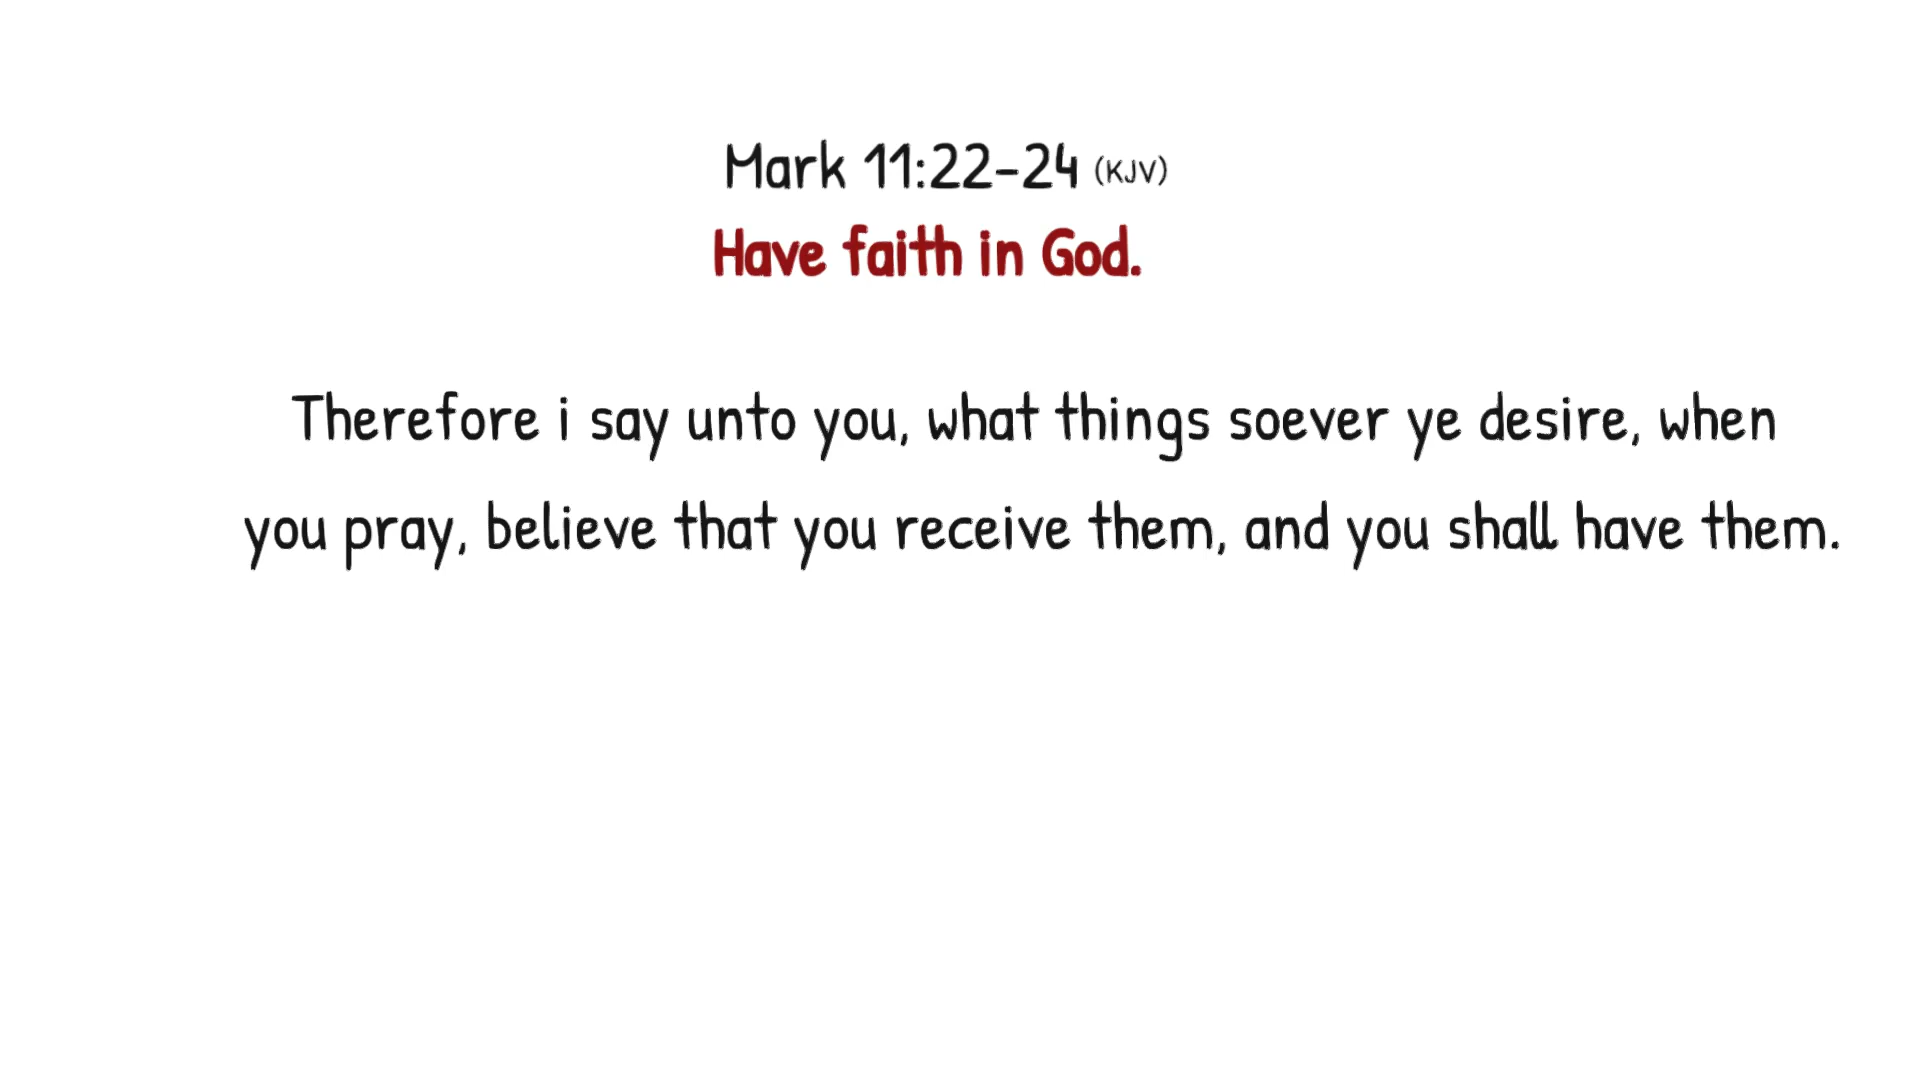 Mark 11:22-24 (KJV)
Have faith in God.
Therefore i say unto you, what things soever ye desire, when
you pray, believe that you receive them, and you shall have them.